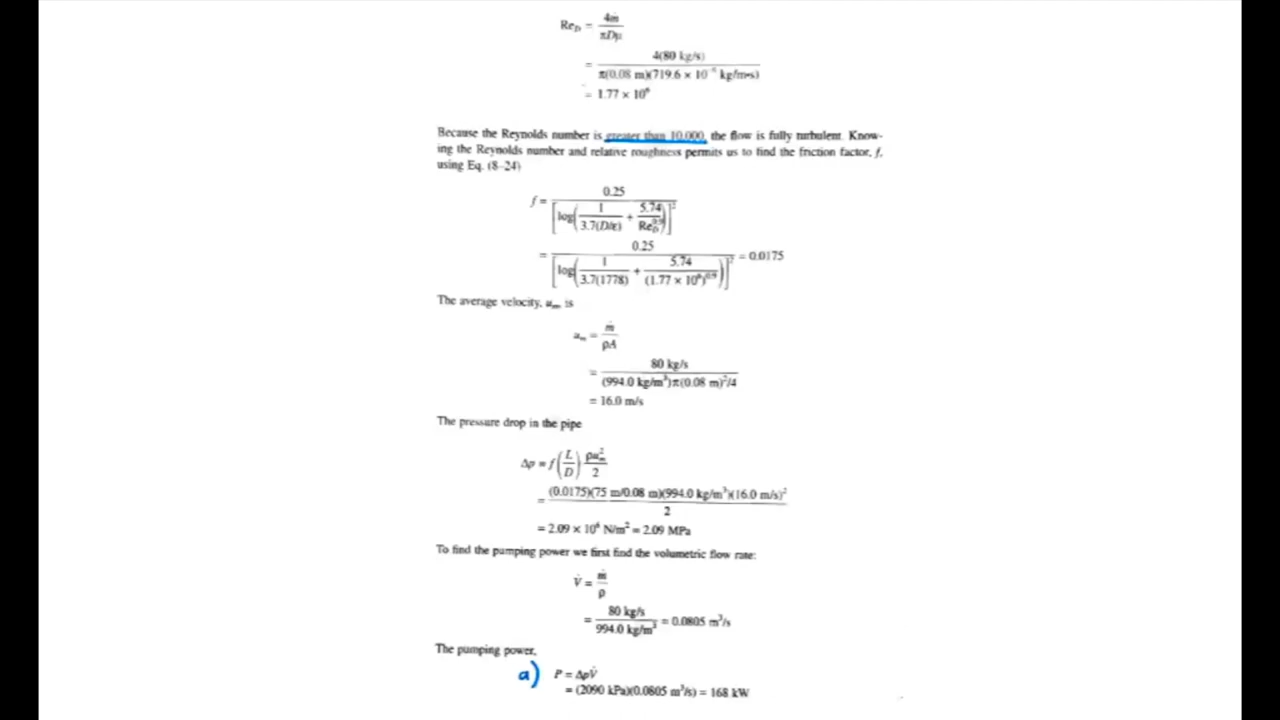 Re_D = 4ṁ / πDμ
= 4(80 kg/s) / π(0.08 m)(719.6 × 10⁻⁶ kg/m•s)
= 1.77 × 10⁶
Because the Reynolds number is greater than 10,000, the flow is fully turbulent. Know-
ing the Reynolds number and relative roughness permits us to find the friction factor, f,
using Eq. (8–24)
f = 0.25 / [log(1 / 3.7(D/ε) + 5.74 / Re_D^0.9)]²
= 0.25 / [log(1 / 3.7(1778) + 5.74 / (1.77 × 10⁶)^0.9)]² = 0.0175
The average velocity, u_m, is
u_m = ṁ / ρA
= 80 kg/s / (994.0 kg/m³)π(0.08 m)²/4
= 16.0 m/s
The pressure drop in the pipe
Δp = f(L/D) ρu_m² / 2
= (0.0175)(75 m/0.08 m)(994.0 kg/m³)(16.0 m/s)² / 2
= 2.09 × 10⁶ N/m² = 2.09 MPa
To find the pumping power we first find the volumetric flow rate:
V̇ = ṁ / ρ
= 80 kg/s / 994.0 kg/m³ = 0.0805 m³/s
The pumping power,
a) P = ΔpV̇
= (2090 kPa)(0.0805 m³/s) = 168 kW